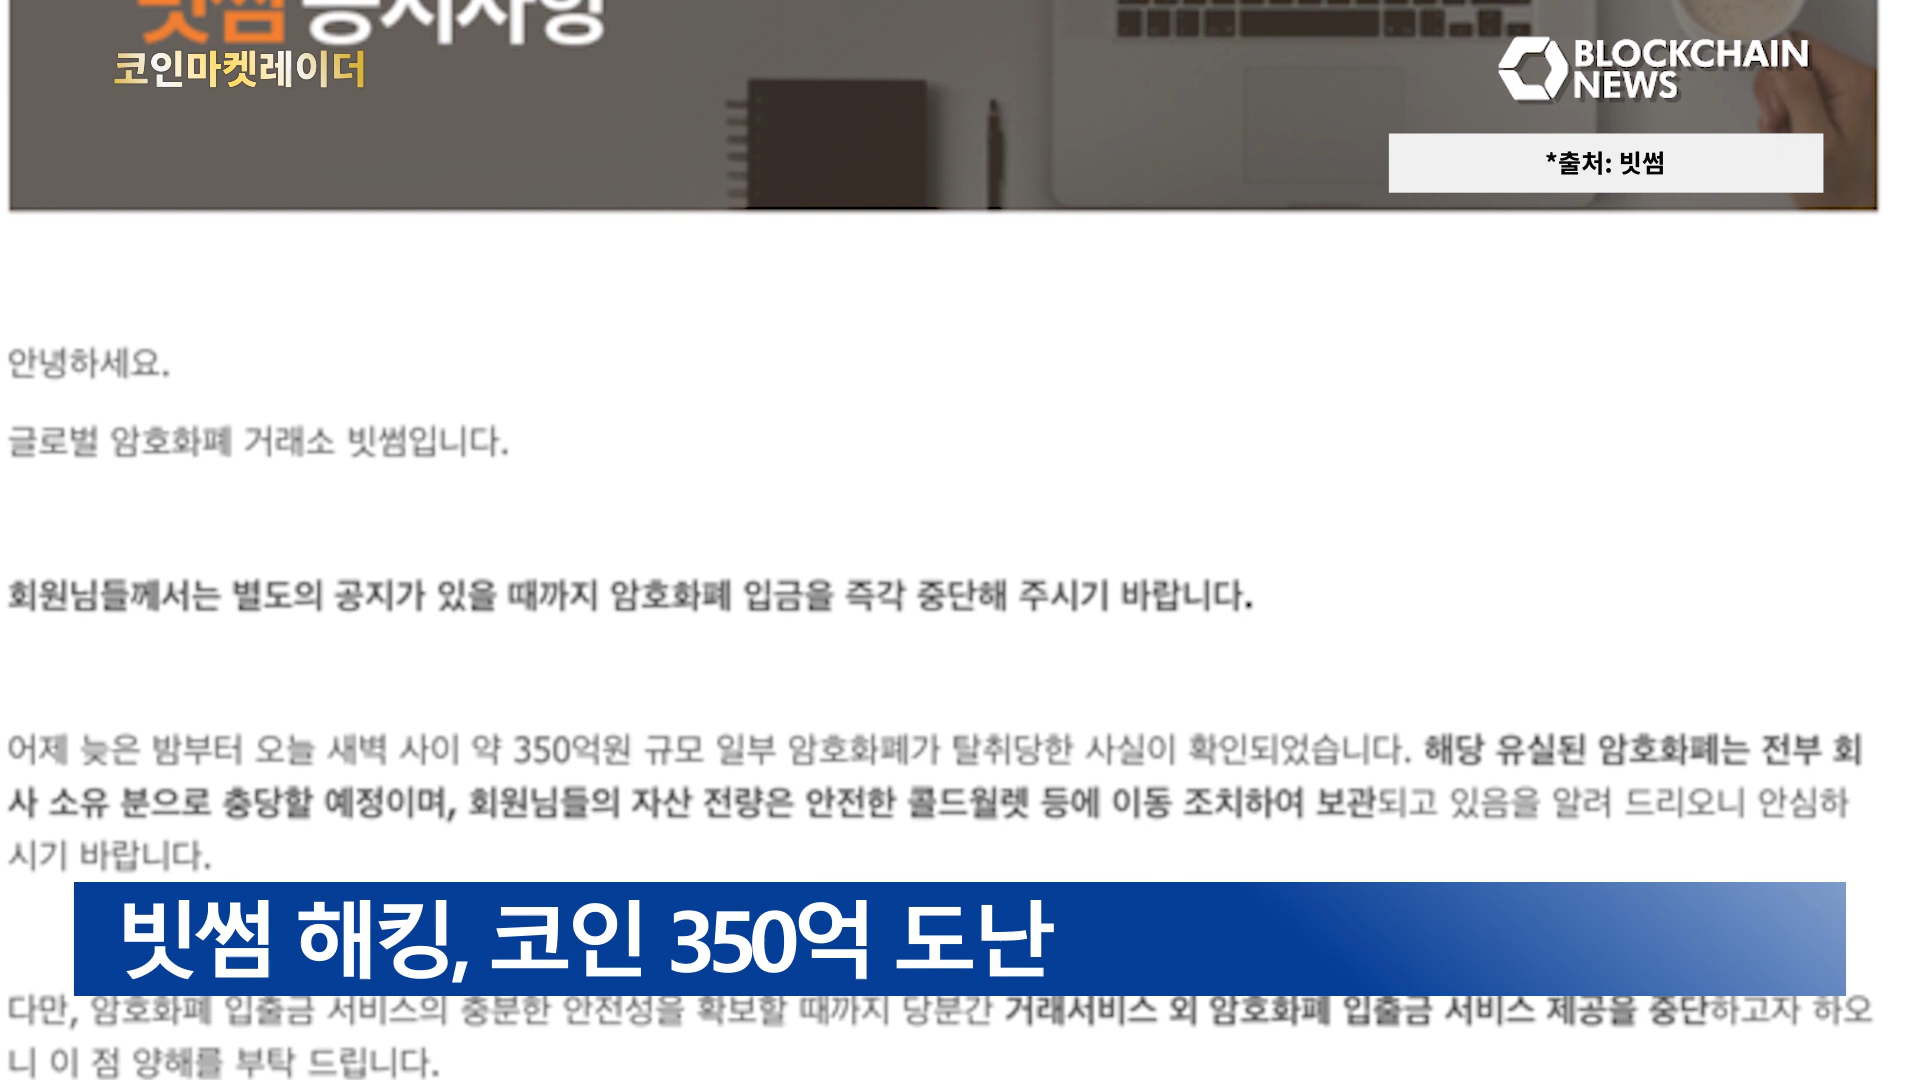 빗썸 공지사항
코인마켓레이더
BLOCKCHAIN
NEWS
*출처: 빗썸
안녕하세요.
글로벌 암호화폐 거래소 빗썸입니다.
회원님들께서는 별도의 공지가 있을 때까지 암호화폐 입금을 즉각 중단해 주시기 바랍니다.
어제 늦은 밤부터 오늘 새벽 사이 약 350억원 규모 일부 암호화폐가 탈취당한 사실이 확인되었습니다. 해당 유실된 암호화폐는 전부 회
사 소유 분으로 충당할 예정이며, 회원님들의 자산 전량은 안전한 콜드월렛 등에 이동 조치하여 보관되고 있음을 알려 드리오니 안심하
시기 바랍니다.
빗썸 해킹, 코인 350억 도난
다만, 암호화폐 입출금 서비스의 충분한 안전성을 확보할 때까지 당분간 거래서비스 외 암호화폐 입출금 서비스 제공을 중단하고자 하오
니 이 점 양해를 부탁 드립니다.